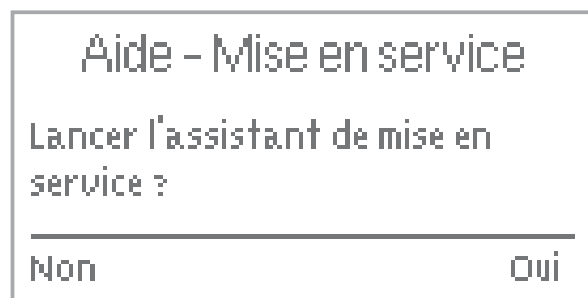 Aide – Mise en service
Lancer l'assistant de mise en
service ?
Non Oui